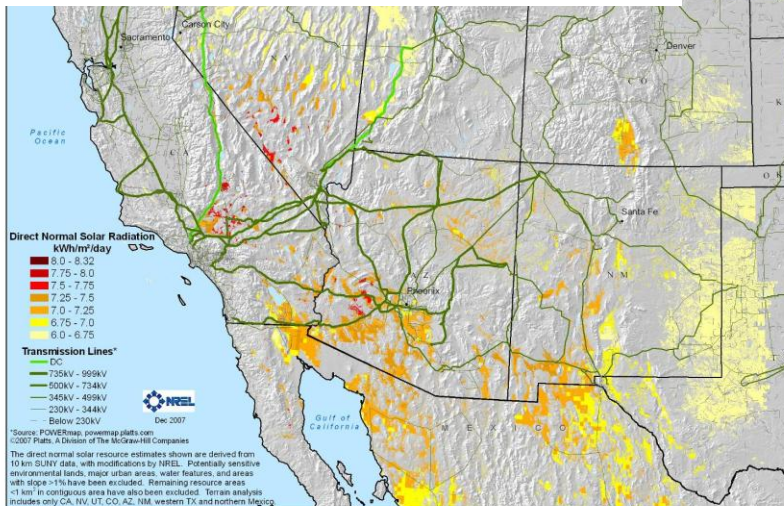 Carson City
Sacramento
N V
Denver
C O
K
Pacific
Ocean
C A
O K
Santa Fe
Direct Normal Solar Radiation
kWh/m²/day
8.0 - 8.32
7.75 - 8.0
7.5 - 7.75
7.25 - 7.5
7.0 - 7.25
6.75 - 7.0
6.0 - 6.75
A Z
N M
Phoenix
Transmission Lines*
DC
735kV - 999kV
500kV - 734kV
345kV - 499kV
230kV - 344kV
Below 230kV
NREL
Dec 2007
Gulf of
California
M E X I C O
*Source: POWERmap, powermap.platts.com
©2007 Platts, A Division of The McGraw-Hill Companies
The direct normal solar resource estimates shown are derived from
10 km SUNY data, with modifications by NREL. Potentially sensitive
environmental lands, major urban areas, water features, and areas
with slope >1% have been excluded. Remaining resource areas
<1 km² in contiguous area have also been excluded. Terrain analysis
includes only CA, NV, UT, CO, AZ, NM, western TX and northern Mexico.